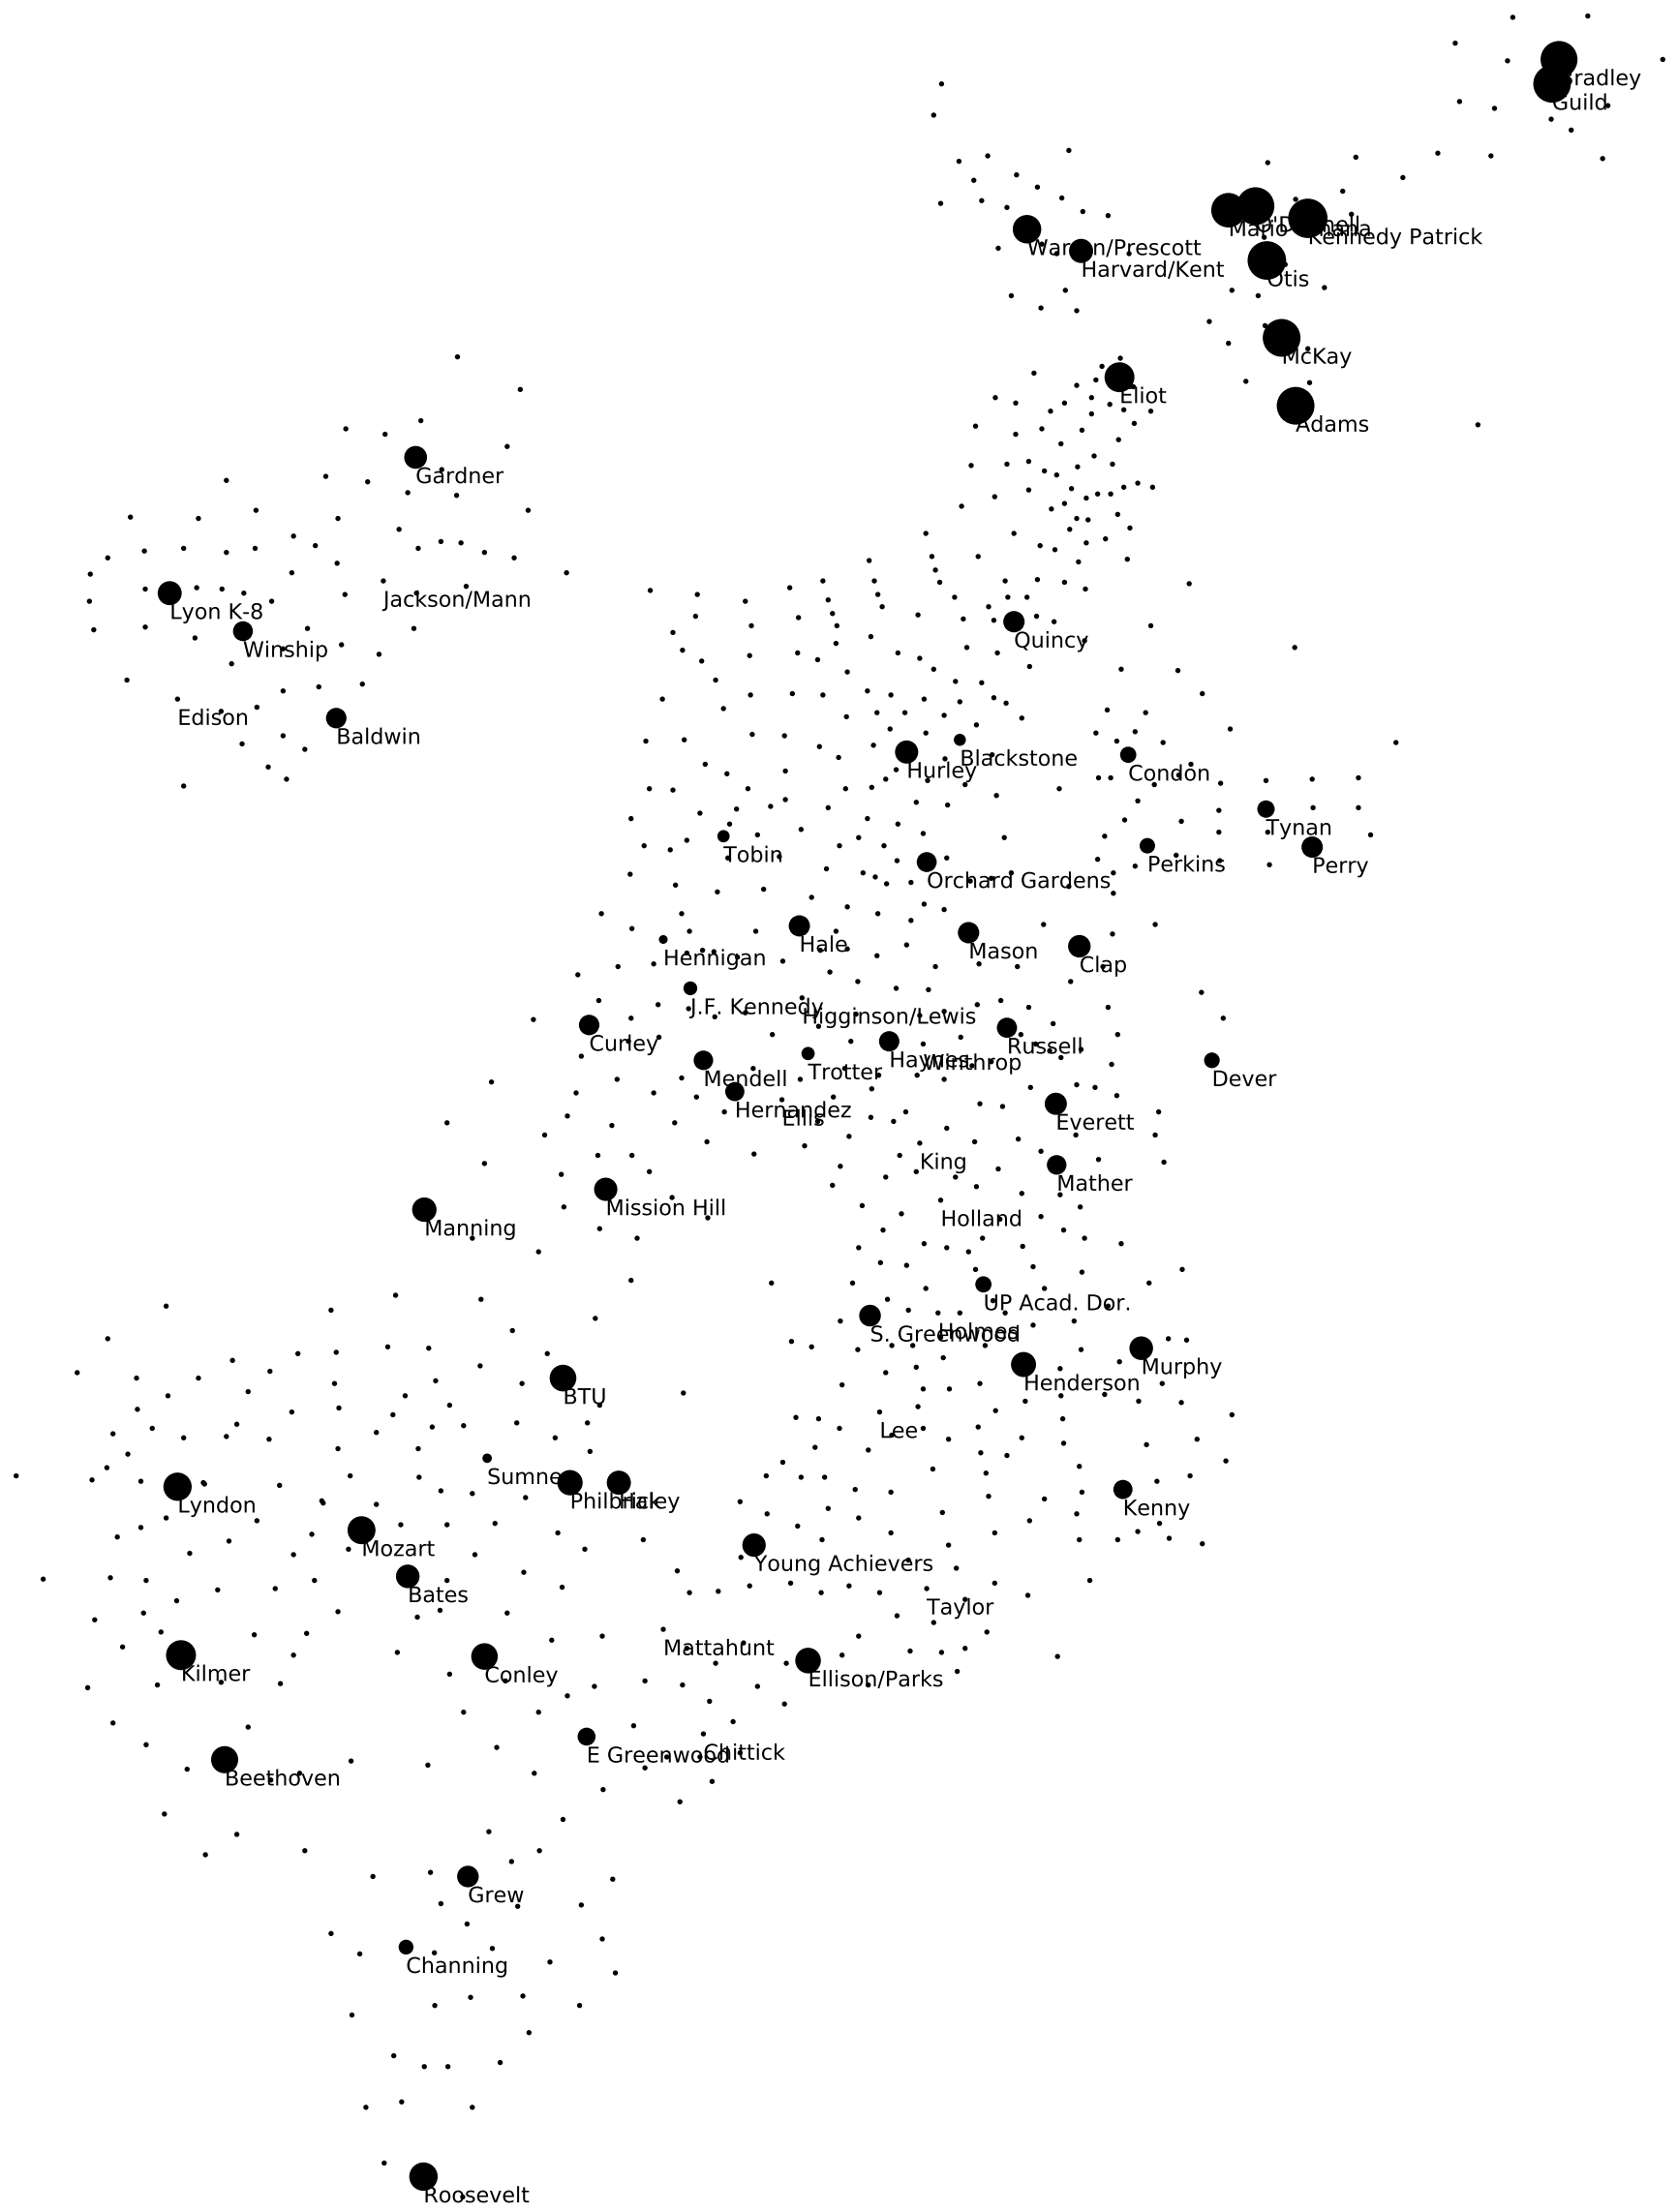 Guild
Kennedy Patrick
Warren/Prescott
Harvard/Kent
Otis
McKay
Eliot
Adams
Gardner
Jackson/Mann
Lyon K-8
Quincy
Winship
Edison
Baldwin
Blackstone
Hurley
Condon
Tynan
Tobin
Perkins
Perry
Orchard Gardens
Hale
Mason
Hennigan
Clap
J.F. Kennedy
Higginson/Lewis
Curley
Russell
Haynes
Winthrop
Trotter
Mendell
Dever
Hernandez
Ellis
Everett
King
Mather
Mission Hill
Holland
Manning
UP Acad. Dor.
S. Greenwood
Holmes
Murphy
Henderson
BTU
Lee
Sumner
Philbrick
Haley
Lyndon
Kenny
Mozart
Young Achievers
Bates
Taylor
Mattahunt
Kilmer
Conley
Ellison/Parks
E Greenwood
Chittick
Beethoven
Grew
Channing
Roosevelt